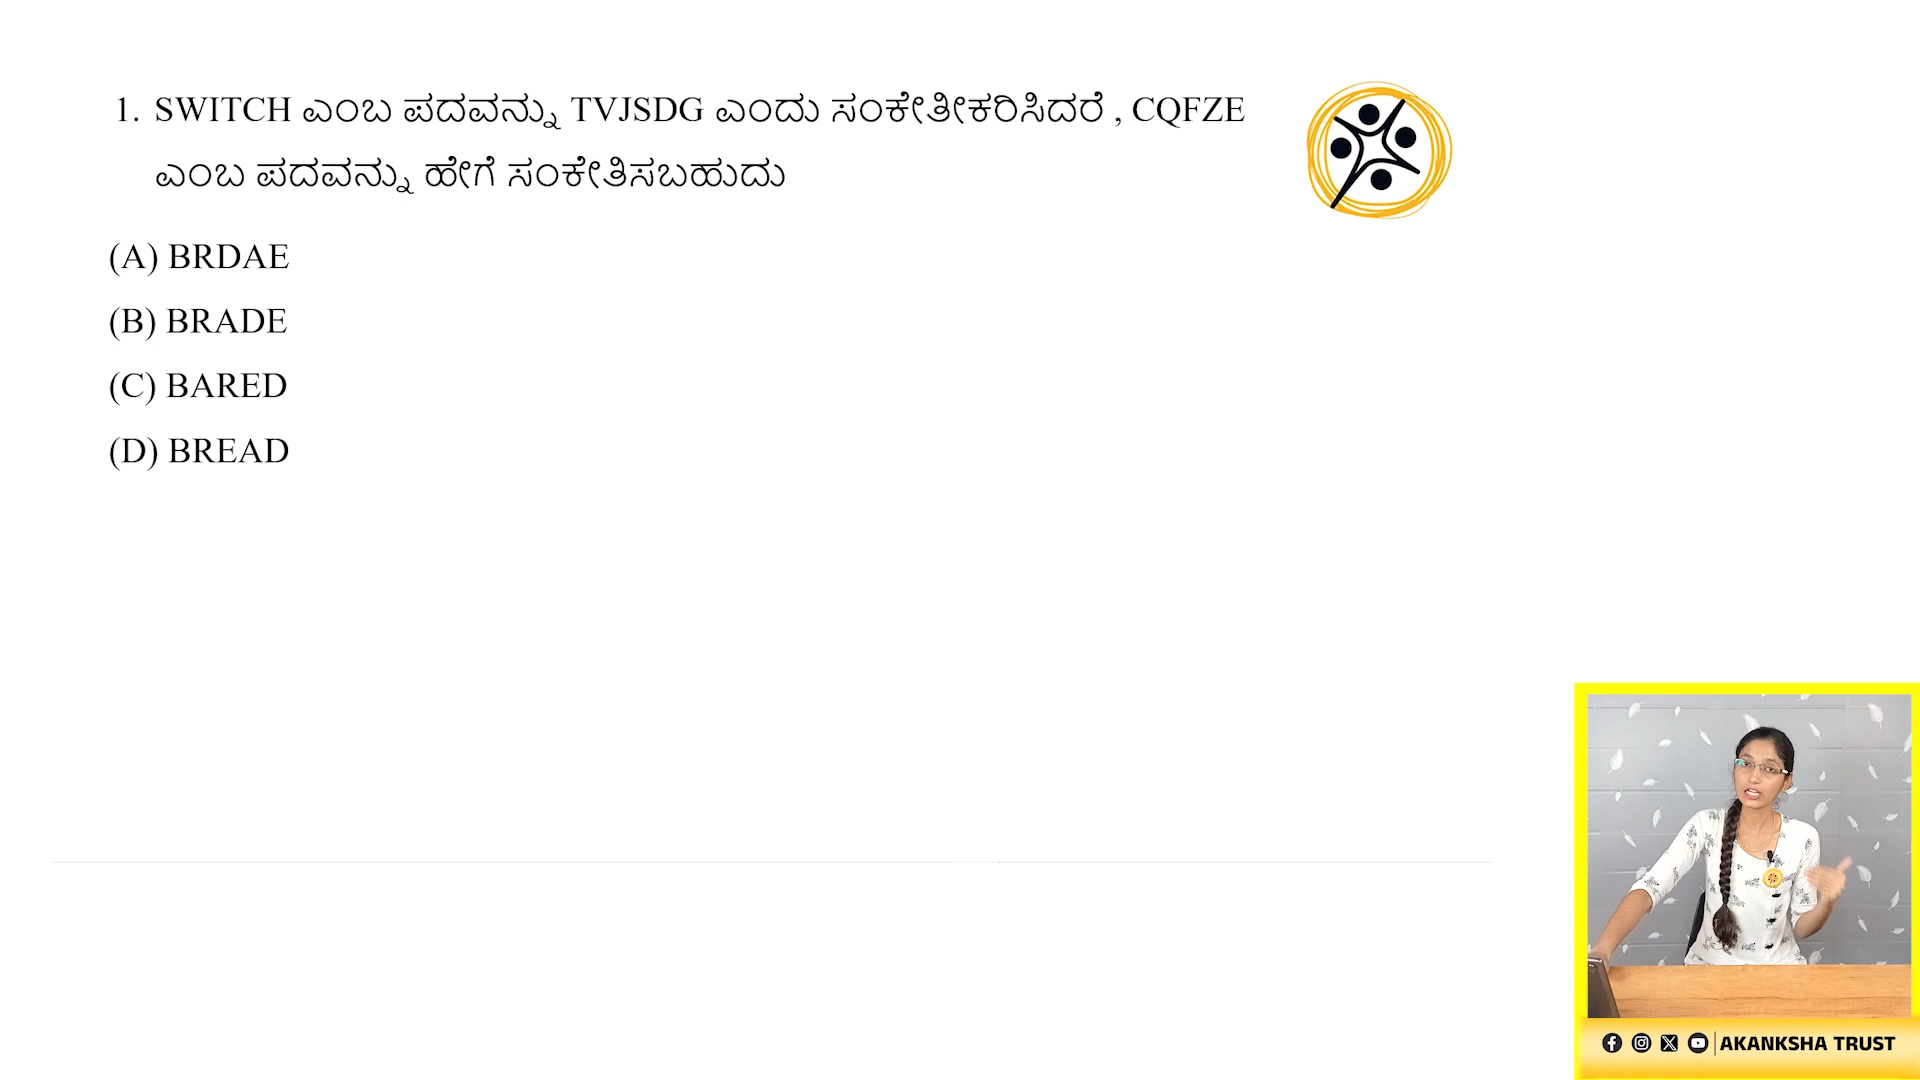 1. SWITCH ಎಂಬ ಪದವನ್ನು TVJSDG ಎಂದು ಸಂಕೇತೀಕರಿಸಿದರೆ , CQFZE
ಎಂಬ ಪದವನ್ನು ಹೇಗೆ ಸಂಕೇತಿಸಬಹುದು
(A) BRDAE
(B) BRADE
(C) BARED
(D) BREAD
AKANKSHA TRUST